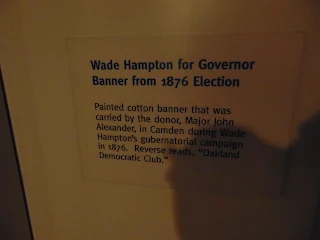 Wade Hampton for Governor
Banner from 1876 Election
Painted cotton banner that was
carried by the donor, Major John
Alexander, in Camden during Wade
Hampton's gubernatorial campaign
in 1876. Reverse reads, "Oakland
Democratic Club."